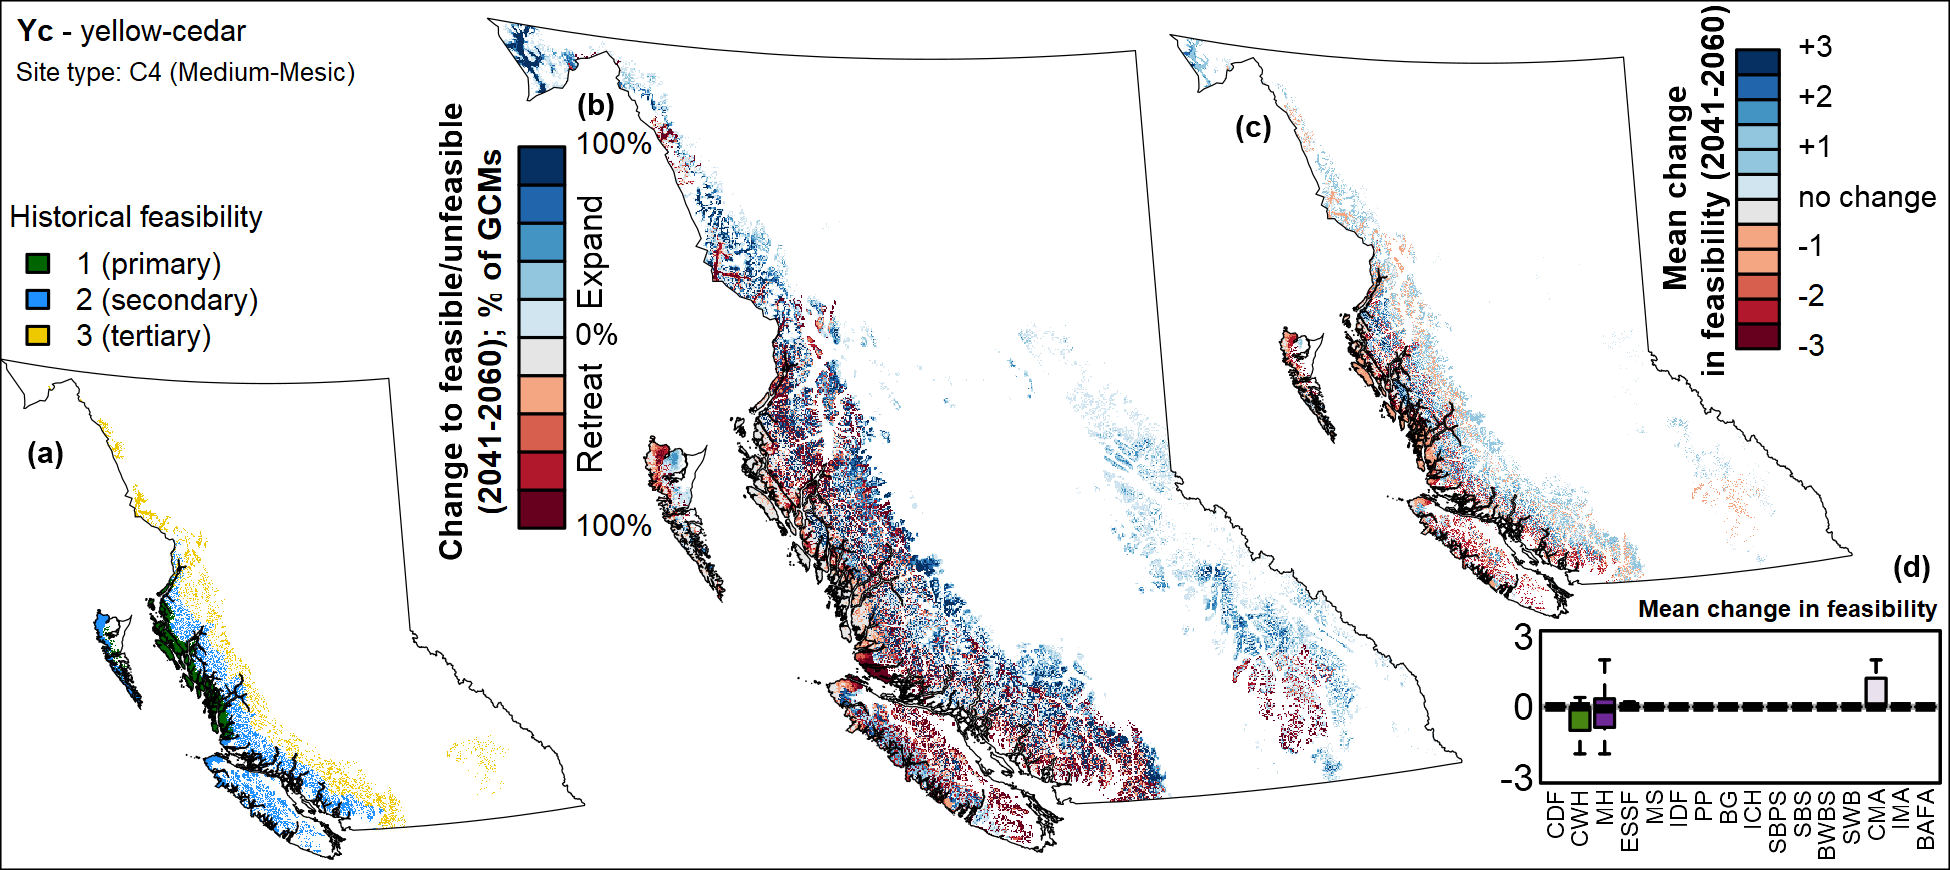 Yc - yellow-cedar
Site type: C4 (Medium-Mesic)
Historical feasibility
1 (primary)
2 (secondary)
3 (tertiary)
(a)
(b)
Change to feasible/unfeasible
(2041-2060); % of GCMs
100%
Expand
0%
Retreat
100%
(c)
Mean change
in feasibility (2041-2060)
+3
+2
+1
no change
-1
-2
-3
(d)
Mean change in feasibility
3
0
-3
CDF
CWH
MH
ESSF
MS
IDF
PP
BG
ICH
SBPS
SBS
BWBS
SWB
CMA
IMA
BAFA